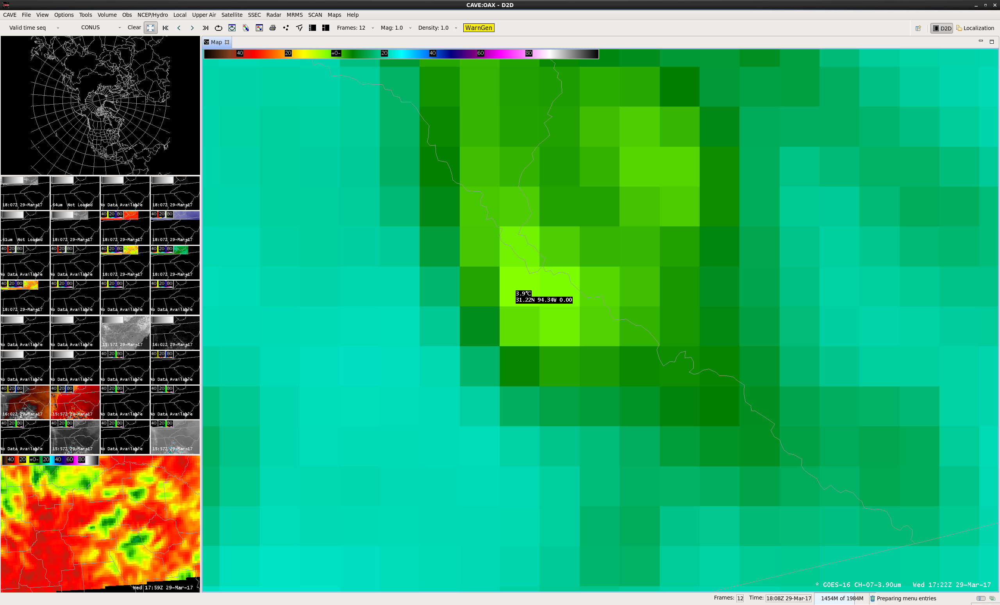 CAVE:OAX - D2D
CAVE File View Options Tools Volume Obs NCEP/Hydro Local Upper Air Satellite SSEC Radar MRMS SCAN Maps Help
Valid time seq CONUS Clear Frames: 12 Mag: 1.0 Density: 1.0 WarnGen D2D Localization
Map
40 20 +0- 20 40 60 80
18:07Z 29-Mar-17 .64um Not Loaded No Data Available 18:07Z 29-Mar-17
40 20 80 40 20 80
.61um Not Loaded 18:07Z 29-Mar-17 18:07Z 29-Mar-17 18:07Z 29-Mar-17
40 20 80 40 20 80 40 20 80 40 20 80
No Data Available No Data Available 18:07Z 29-Mar-17 18:07Z 29-Mar-17
40 20 80 40 20 80 40 20 80 40 20 80
18:07Z 29-Mar-17 No Data Available No Data Available No Data Available
No Data Available No Data Available 15:57Z 29-Mar-17 16:02Z 29-Mar-17
40 20 80 40 20 80
No Data Available No Data Available No Data Available No Data Available
40 20 80 40 20 80 40 20 80 40 20 80
16:02Z 29-Mar-17 15:57Z 29-Mar-17 No Data Available No Data Available
40 20 80 40 20 80 40 20 80 40 20 80
No Data Available 15:57Z 29-Mar-17 No Data Available 15:57Z 29-Mar-17
40 20 +0- 20 40 60 80
Wed 17:59Z 29-Mar-17
3.9°C
31.22N 94.34W 0.00
* GOES-16 CH-07-3.90um Wed 17:22Z 29-Mar-17
Frames: 12 Time: 18:08Z 29-Mar-17 1454M of 1984M Preparing menu entries